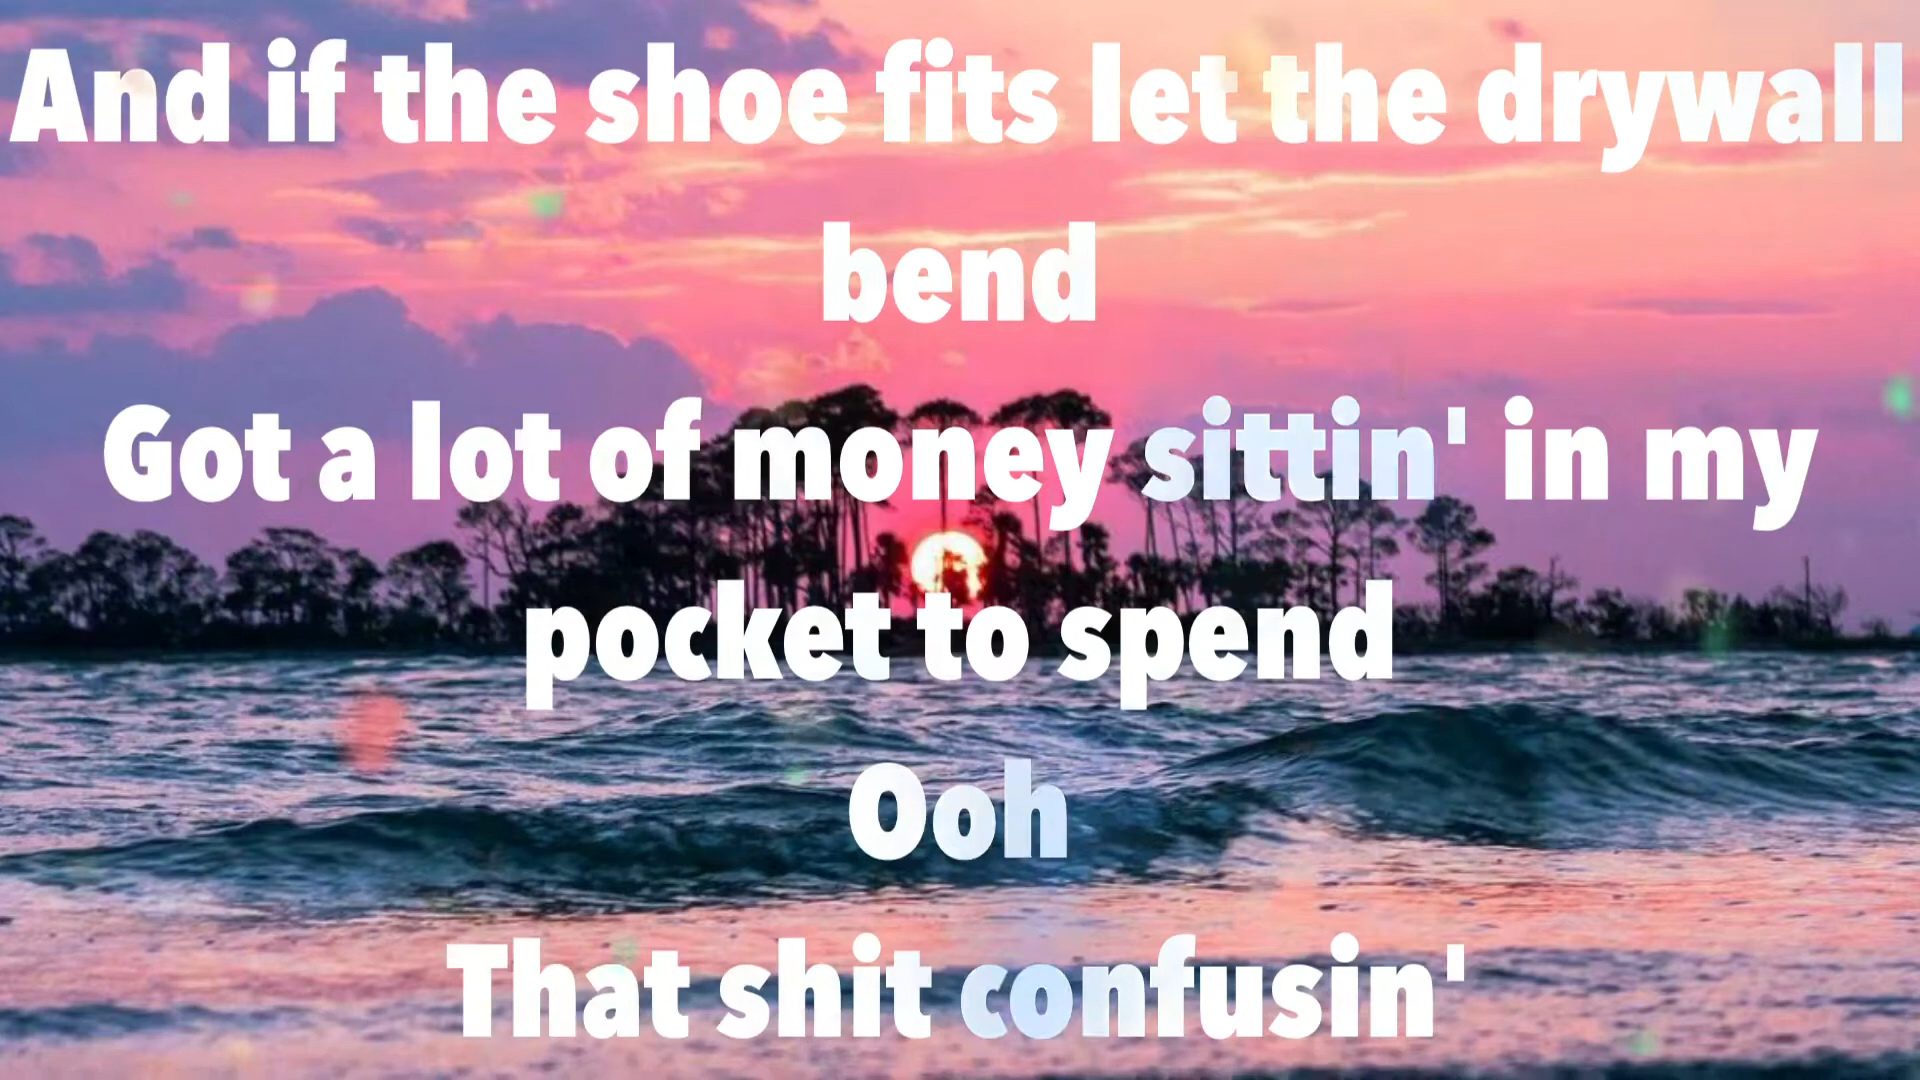 And if the shoe fits let the drywall
bend
Got a lot of money sittin' in my
pocket to spend
Ooh
That shit confusin'